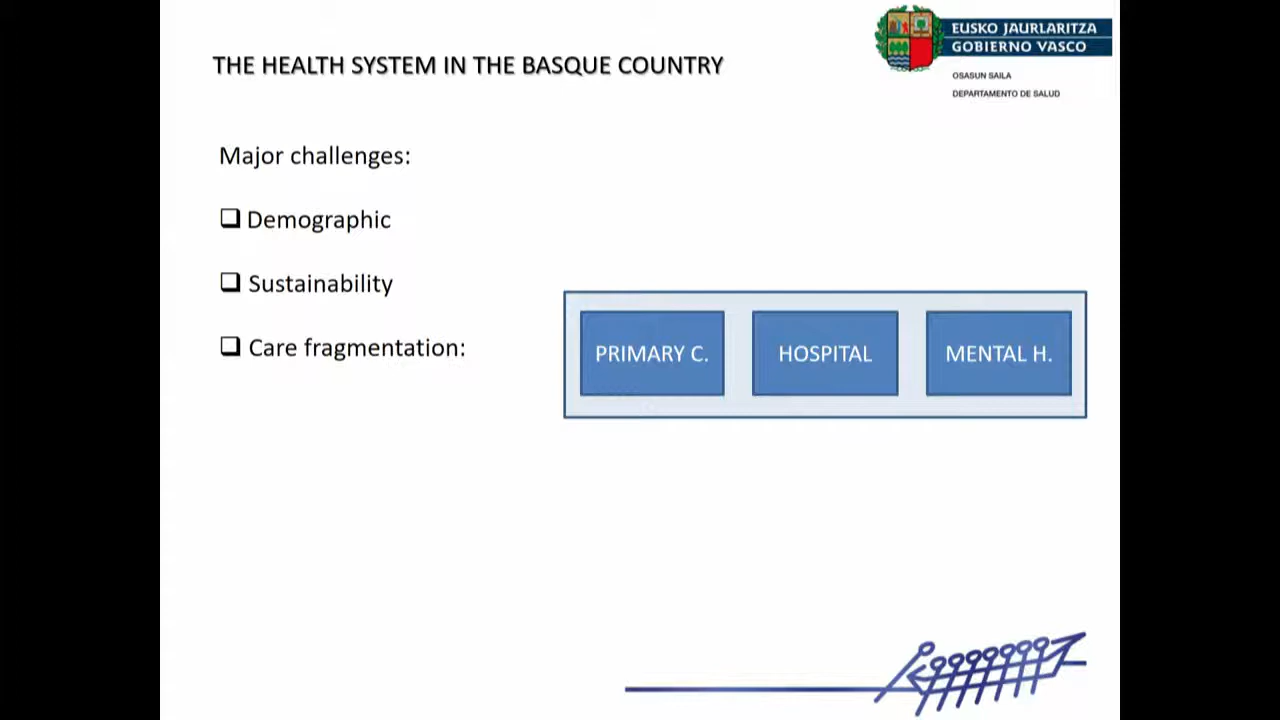 THE HEALTH SYSTEM IN THE BASQUE COUNTRY
EUSKO JAURLARITZA
GOBIERNO VASCO
OSASUN SAILA
DEPARTAMENTO DE SALUD
Major challenges:
Demographic
Sustainability
Care fragmentation:
PRIMARY C.
HOSPITAL
MENTAL H.